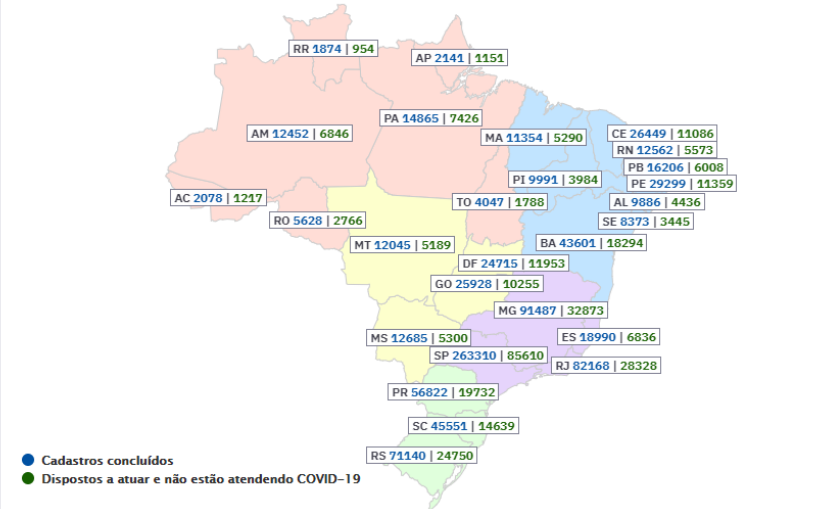 RR 1874 | 954
AP 2141 | 1151
PA 14865 | 7426
AM 12452 | 6846
MA 11354 | 5290
CE 26449 | 11086
RN 12562 | 5573
PB 16206 | 6008
PI 9991 | 3984
PE 29299 | 11359
AC 2078 | 1217
TO 4047 | 1788
AL 9886 | 4436
RO 5628 | 2766
SE 8373 | 3445
MT 12045 | 5189
BA 43601 | 18294
DF 24715 | 11953
GO 25928 | 10255
MG 91487 | 32873
MS 12685 | 5300
ES 18990 | 6836
SP 263310 | 85610
RJ 82168 | 28328
PR 56822 | 19732
SC 45551 | 14639
RS 71140 | 24750
Cadastros concluídos
Dispostos a atuar e não estão atendendo COVID-19